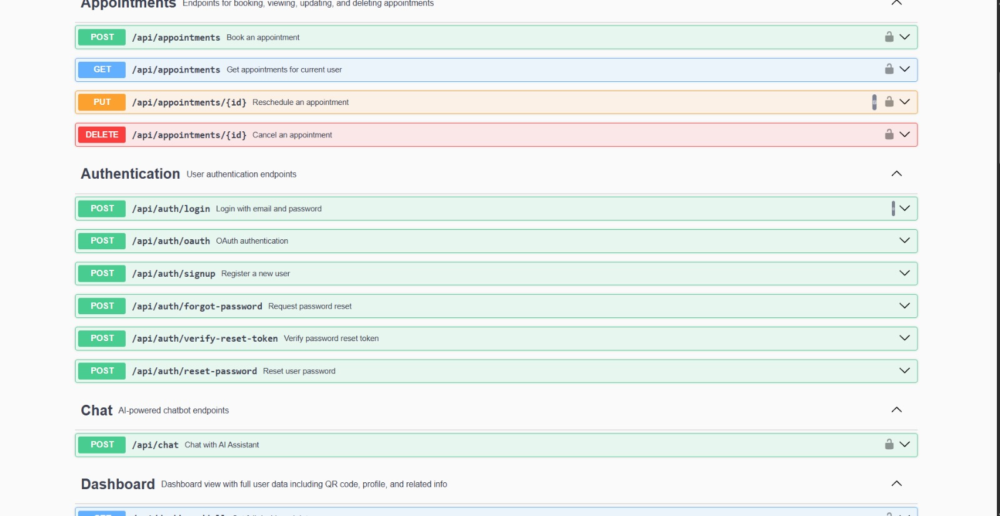 Appointments Endpoints for booking, viewing, updating, and deleting appointments
POST /api/appointments Book an appointment
GET /api/appointments Get appointments for current user
PUT /api/appointments/{id} Reschedule an appointment
DELETE /api/appointments/{id} Cancel an appointment
Authentication User authentication endpoints
POST /api/auth/login Login with email and password
POST /api/auth/oauth OAuth authentication
POST /api/auth/signup Register a new user
POST /api/auth/forgot-password Request password reset
POST /api/auth/verify-reset-token Verify password reset token
POST /api/auth/reset-password Reset user password
Chat AI-powered chatbot endpoints
POST /api/chat Chat with AI Assistant
Dashboard Dashboard view with full user data including QR code, profile, and related info
GET